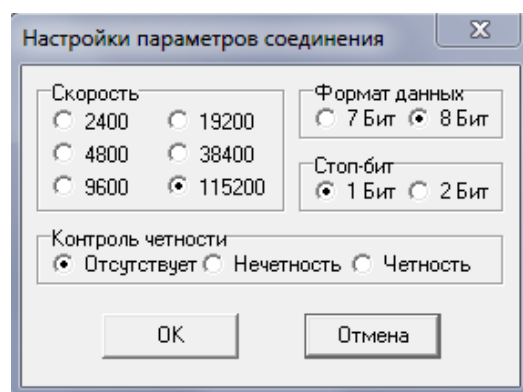 Настройки параметров соединения
Скорость
2400 19200
4800 38400
9600 115200
Формат данных
7 Бит 8 Бит
Стоп-бит
1 Бит 2 Бит
Контроль четности
Отсутствует Нечетность Четность
OK Отмена